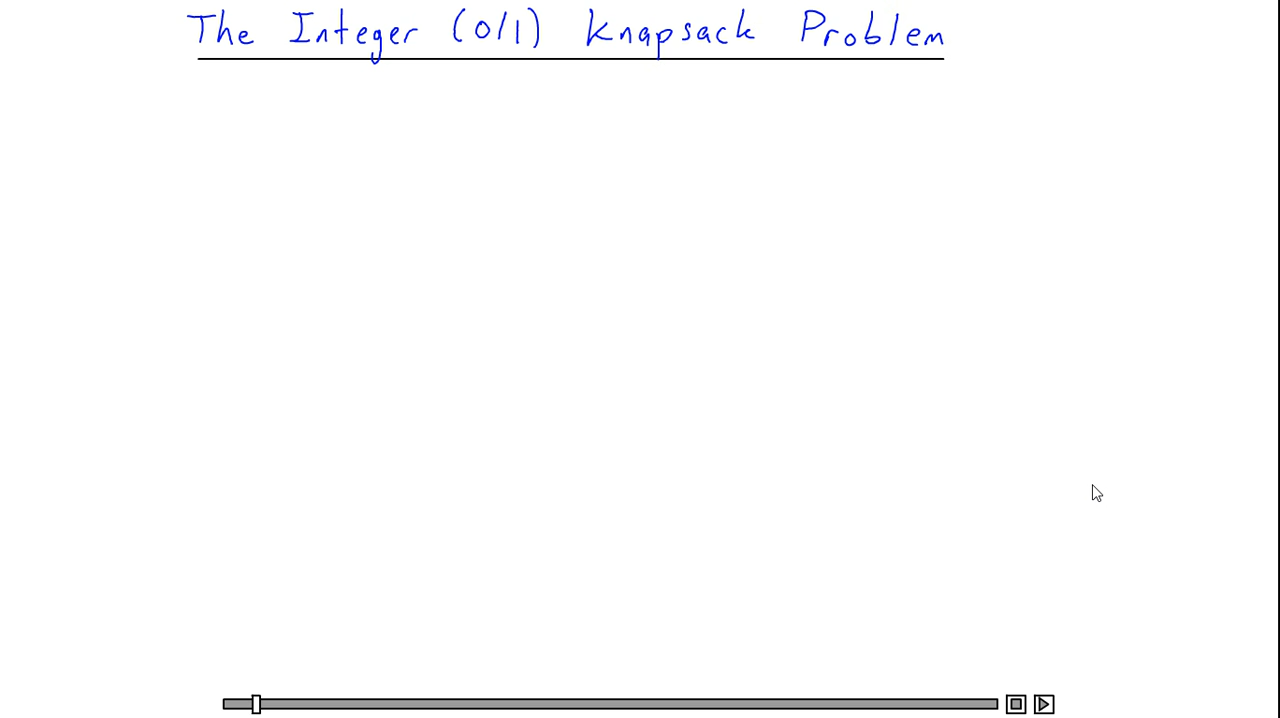 The Integer (0/1) Knapsack Problem